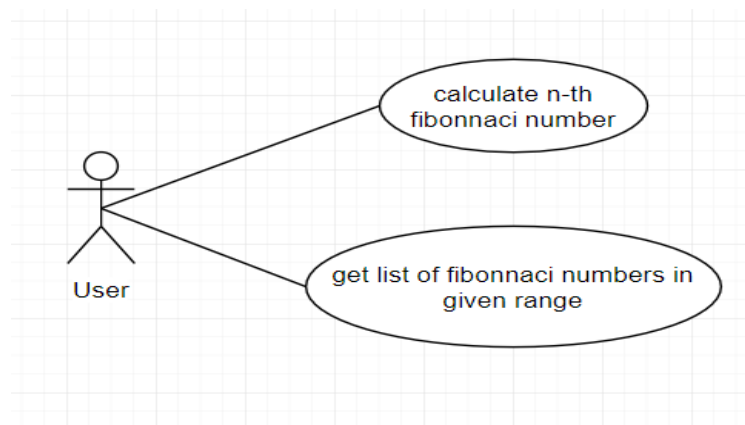 calculate n-th
fibonnaci number
User
get list of fibonnaci numbers in
given range